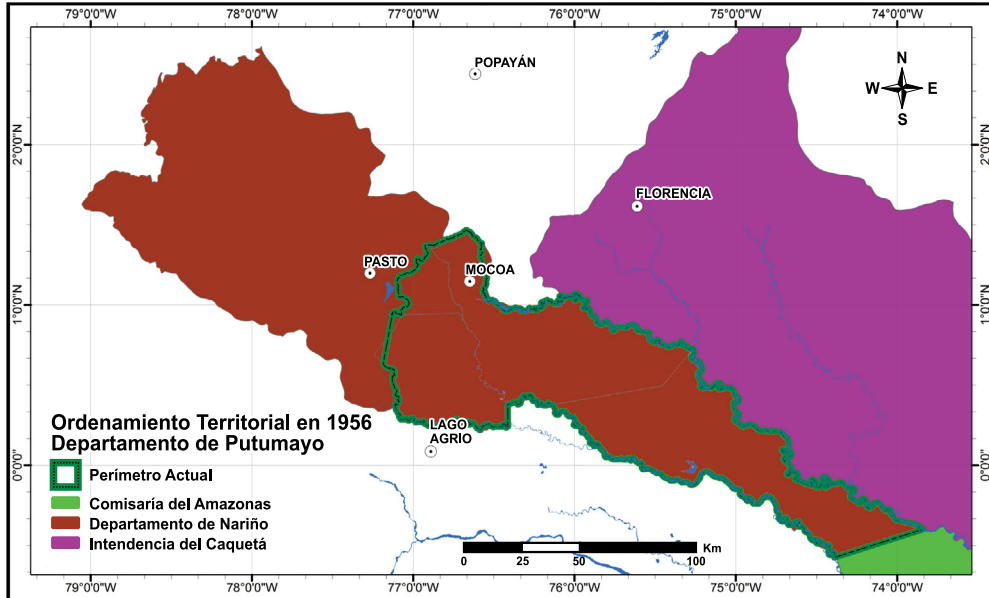 79°0'0"W 78°0'0"W 77°0'0"W 76°0'0"W 75°0'0"W 74°0'0"W
POPAYÁN
N
W E
S
2°0'0"N 2°0'0"N
FLORENCIA
PASTO
MOCOA
1°0'0"N 1°0'0"N
Ordenamiento Territorial en 1956
Departamento de Putumayo
LAGO
AGRIO
0°0'0" 0°0'0"
Perímetro Actual
Comisaría del Amazonas
Departamento de Nariño
Intendencia del Caquetá
Km
0 25 50 100
79°0'0"W 78°0'0"W 77°0'0"W 76°0'0"W 75°0'0"W 74°0'0"W